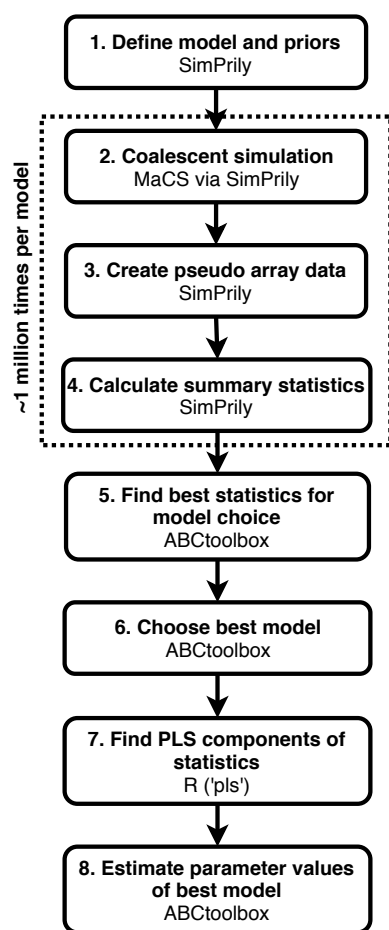 1. Define model and priors
SimPrily
~1 million times per model
2. Coalescent simulation
MaCS via SimPrily
3. Create pseudo array data
SimPrily
4. Calculate summary statistics
SimPrily
5. Find best statistics for
model choice
ABCtoolbox
6. Choose best model
ABCtoolbox
7. Find PLS components of
statistics
R ('pls')
8. Estimate parameter values
of best model
ABCtoolbox